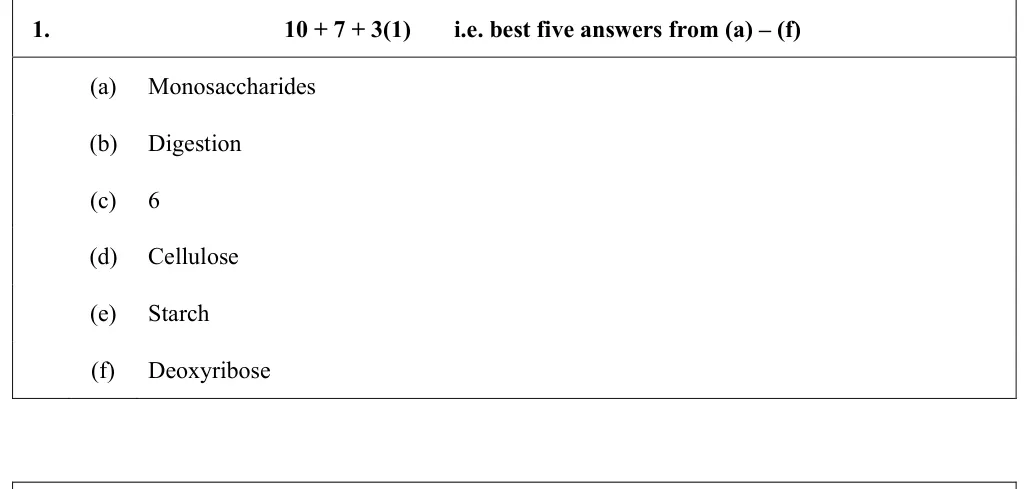 1. 10 + 7 + 3(1) i.e. best five answers from (a) – (f)
(a) Monosaccharides
(b) Digestion
(c) 6
(d) Cellulose
(e) Starch
(f) Deoxyribose